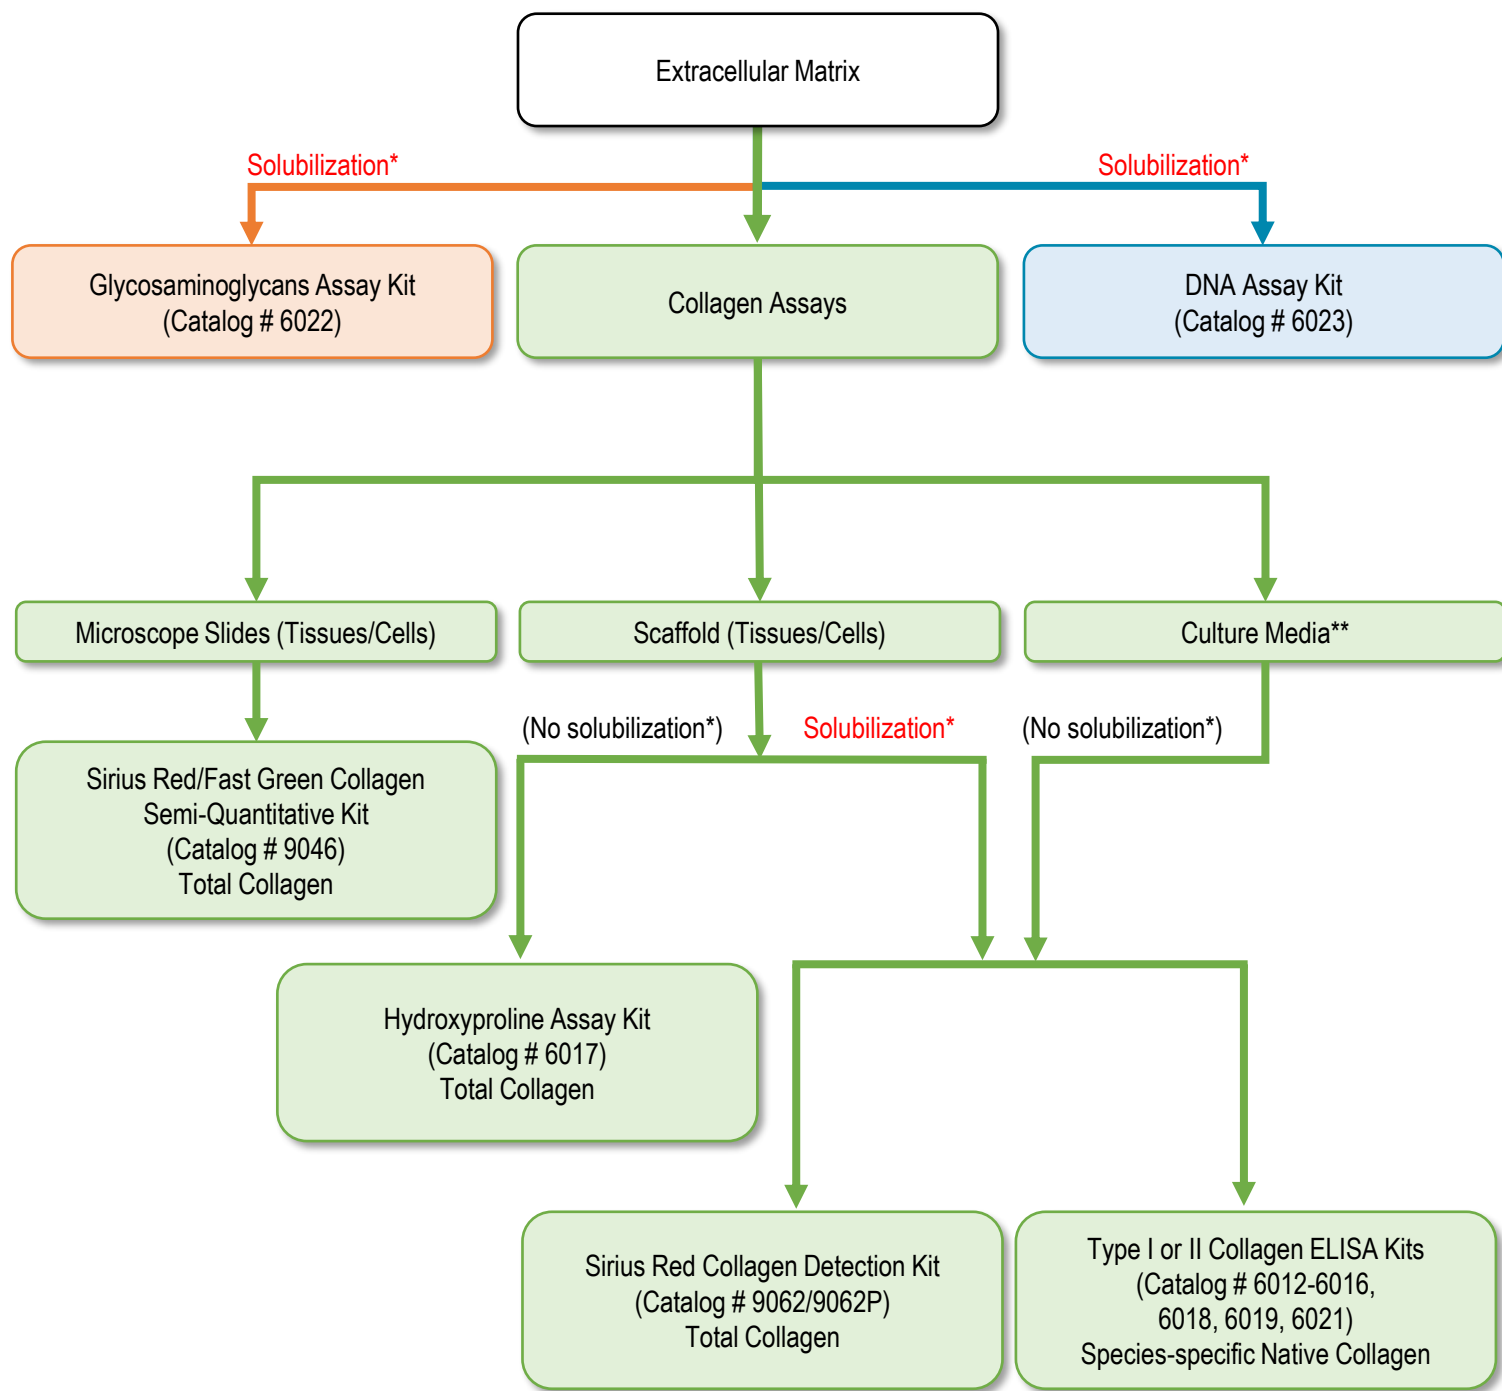 Extracellular Matrix
Solubilization*
Solubilization*
Glycosaminoglycans Assay Kit
(Catalog # 6022)
Collagen Assays
DNA Assay Kit
(Catalog # 6023)
Microscope Slides (Tissues/Cells)
Scaffold (Tissues/Cells)
Culture Media**
(No solubilization*)
Solubilization*
(No solubilization*)
Sirius Red/Fast Green Collagen
Semi-Quantitative Kit
(Catalog # 9046)
Total Collagen
Hydroxyproline Assay Kit
(Catalog # 6017)
Total Collagen
Sirius Red Collagen Detection Kit
(Catalog # 9062/9062P)
Total Collagen
Type I or II Collagen ELISA Kits
(Catalog # 6012-6016,
6018, 6019, 6021)
Species-specific Native Collagen